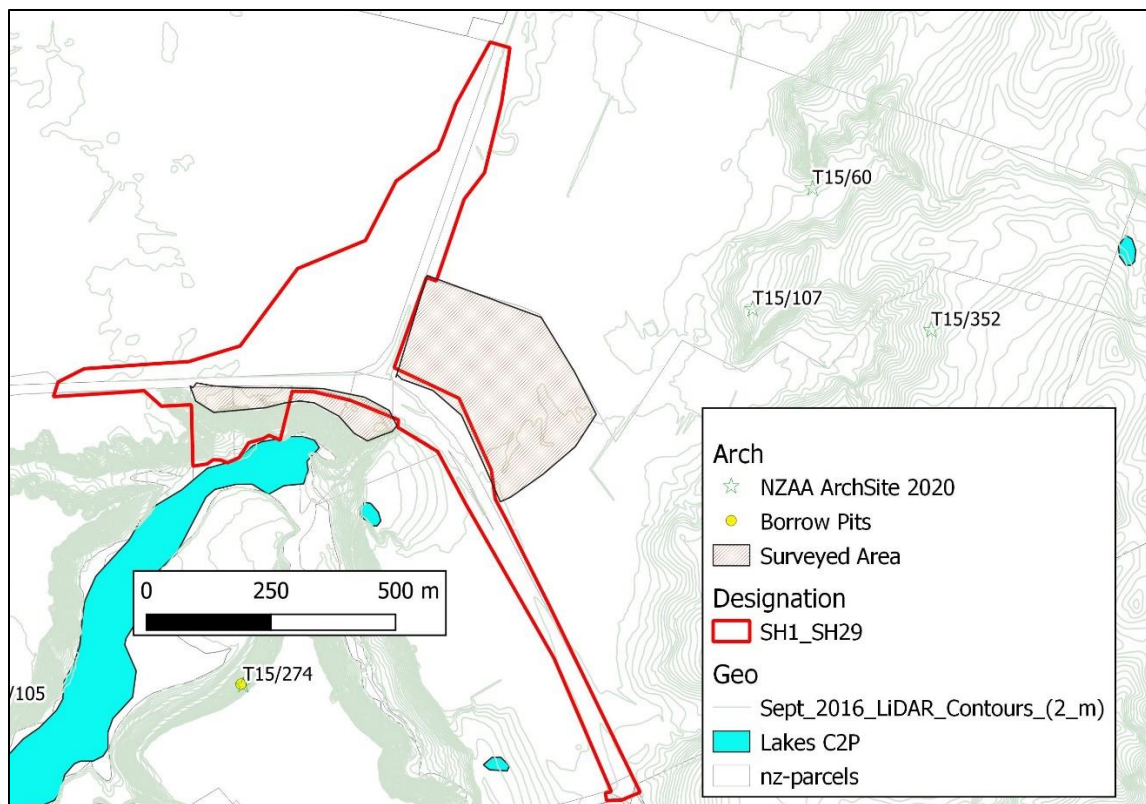 T15/60
T15/107
T15/352
0 250 500 m
T15/274
/105
Arch
NZAA ArchSite 2020
Borrow Pits
Surveyed Area
Designation
SH1_SH29
Geo
Sept_2016_LiDAR_Contours_(2_m)
Lakes C2P
nz-parcels